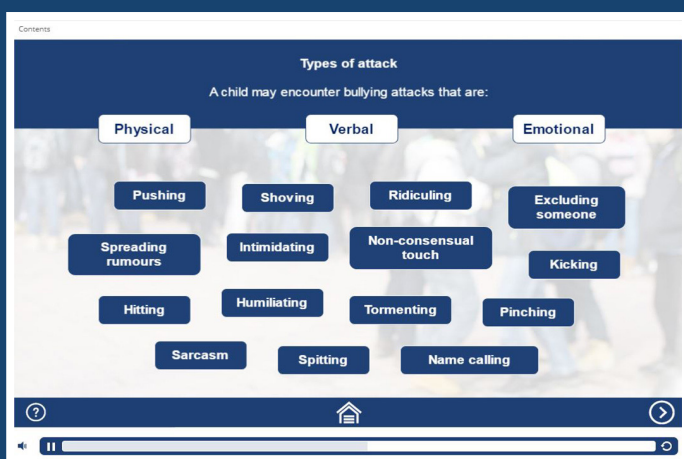 Contents
Types of attack
A child may encounter bullying attacks that are:
Physical
Verbal
Emotional
Pushing
Shoving
Ridiculing
Excluding
someone
Spreading
rumours
Intimidating
Non-consensual
touch
Kicking
Hitting
Humiliating
Tormenting
Pinching
Sarcasm
Spitting
Name calling
?